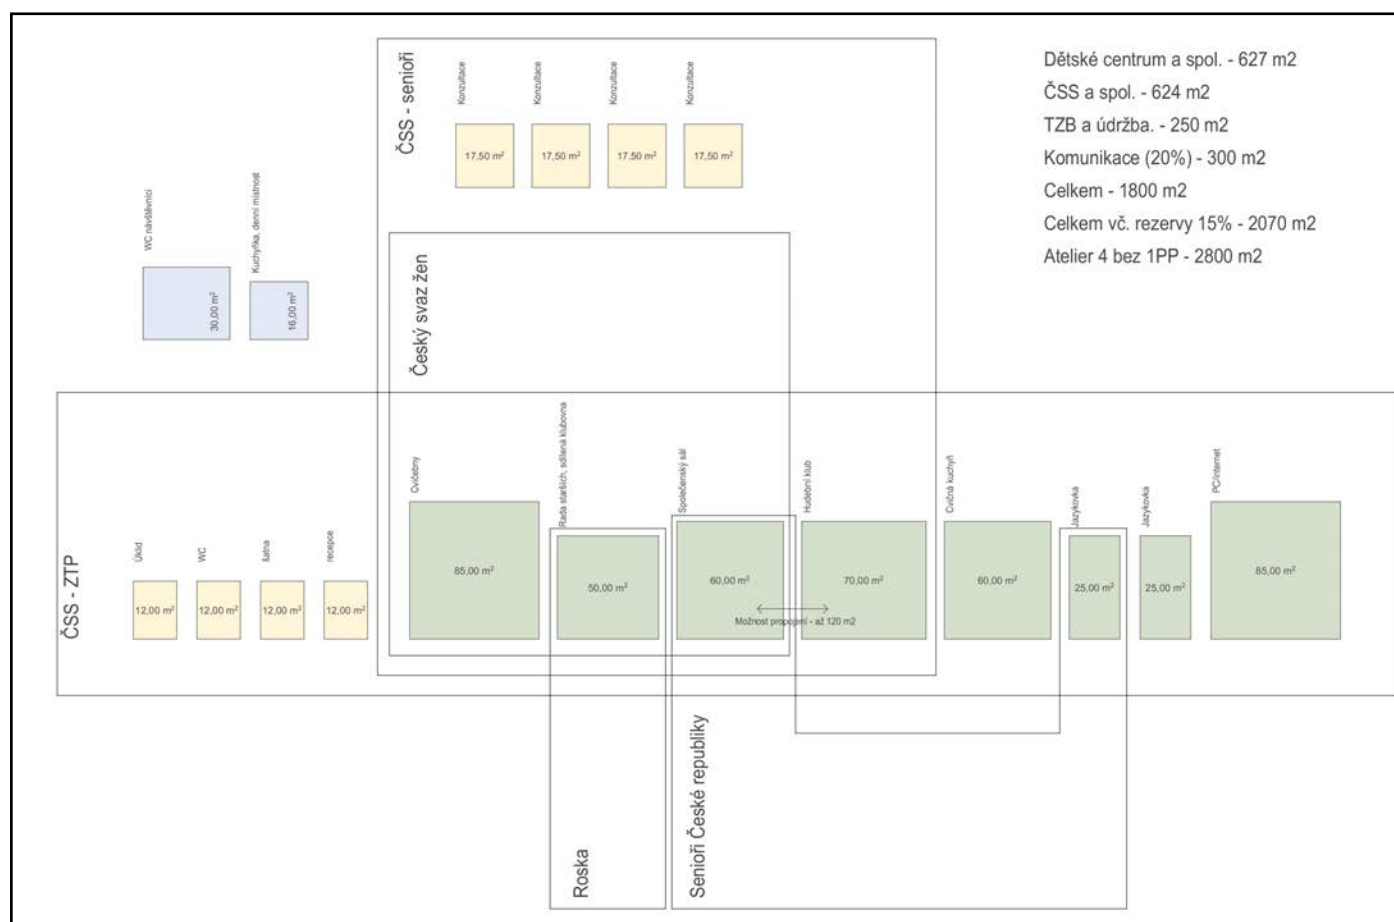 Dětské centrum a spol. - 627 m2
ČSS a spol. - 624 m2
TZB a údržba. - 250 m2
Komunikace (20%) - 300 m2
Celkem - 1800 m2
Celkem vč. rezervy 15% - 2070 m2
Atelier 4 bez 1PP - 2800 m2
ČSS - senioři
Konzultace
Konzultace
Konzultace
Konzultace
17,50 m²
17,50 m²
17,50 m²
17,50 m²
WC návštěvníci
Kuchyňka, denní místnost
30,00 m²
16,00 m²
Český svaz žen
ČSS - ZTP
Úklid
WC
šatna
recepce
12,00 m²
12,00 m²
12,00 m²
12,00 m²
Cvičebny
Rada starších, sdílená klubovna
Společenský sál
Hudební klub
Cvičná kuchyň
Jazykovka
Jazykovka
PC/internet
85,00 m²
50,00 m²
60,00 m²
70,00 m²
60,00 m²
25,00 m²
25,00 m²
85,00 m²
Možnost propojení - až 120 m2
Roska
Senioři České republiky